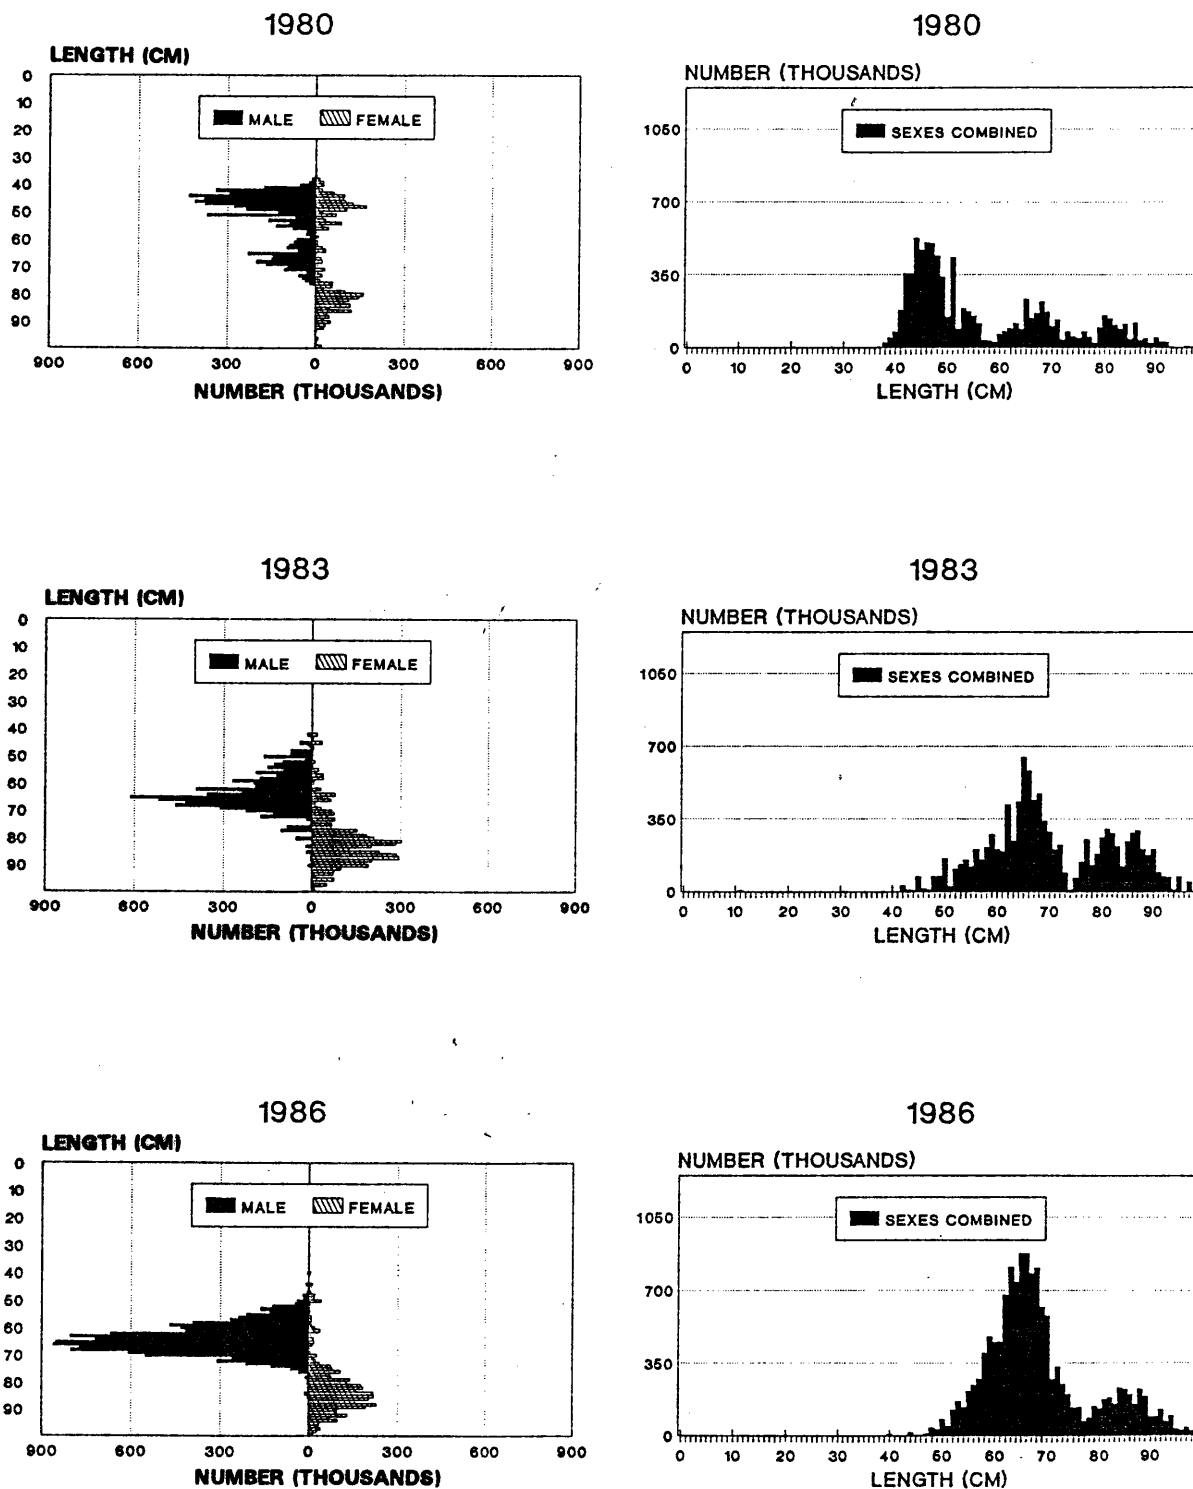 1980
LENGTH (CM)
0
10
20
30
40
50
60
70
80
90
MALE FEMALE
900 600 300 0 300 600 900
NUMBER (THOUSANDS)
1980
NUMBER (THOUSANDS)
1050
700
350
0
SEXES COMBINED
0 10 20 30 40 50 60 70 80 90
LENGTH (CM)
1983
LENGTH (CM)
0
10
20
30
40
50
60
70
80
90
MALE FEMALE
900 600 300 0 300 600 900
NUMBER (THOUSANDS)
1983
NUMBER (THOUSANDS)
1050
700
350
0
SEXES COMBINED
0 10 20 30 40 50 60 70 80 90
LENGTH (CM)
1986
LENGTH (CM)
0
10
20
30
40
50
60
70
80
90
MALE FEMALE
900 600 300 0 300 600 900
NUMBER (THOUSANDS)
1986
NUMBER (THOUSANDS)
1050
700
350
0
SEXES COMBINED
0 10 20 30 40 50 60 70 80 90
LENGTH (CM)